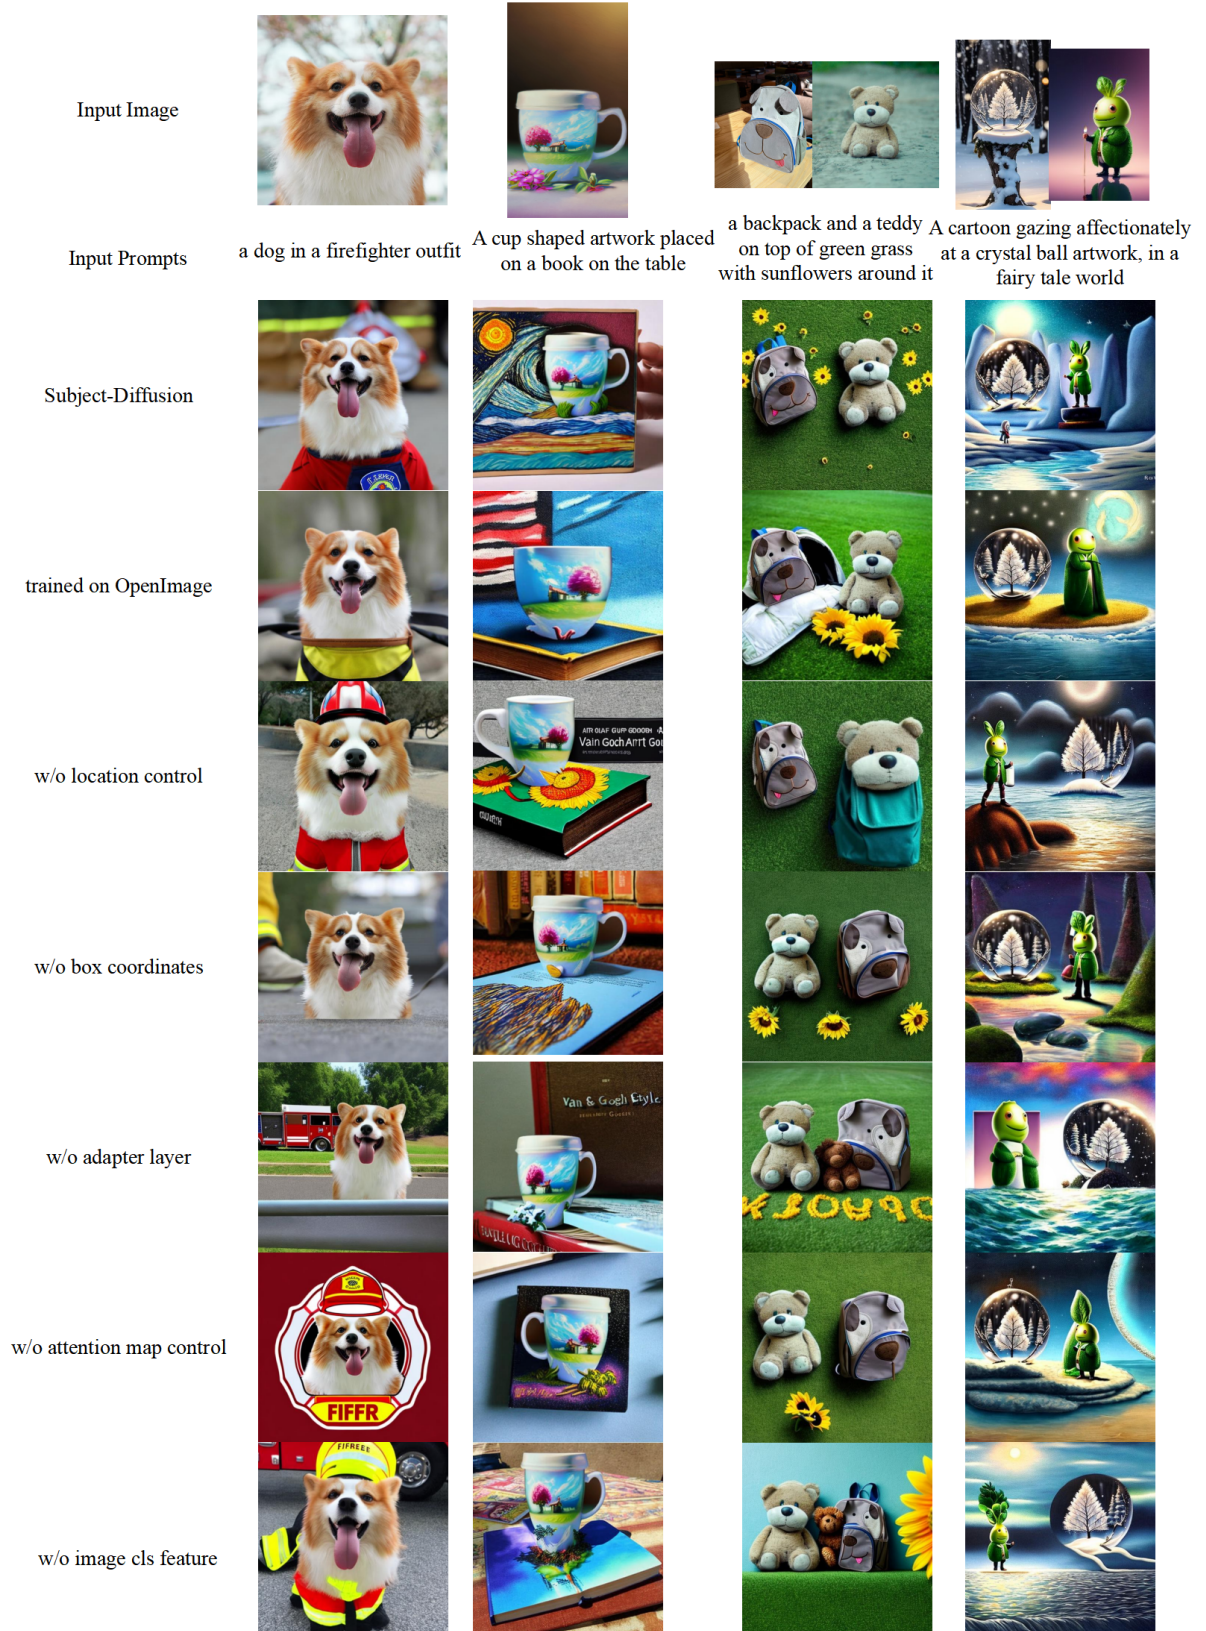 Input Image
Input Prompts
a dog in a firefighter outfit
A cup shaped artwork placed
on a book on the table
a backpack and a teddy
on top of green grass
with sunflowers around it
A cartoon gazing affectionately
at a crystal ball artwork, in a
fairy tale world
Subject-Diffusion
trained on OpenImage
w/o location control
Vain Goch Arrt Go
w/o box coordinates
w/o adapter layer
Van & Gogh Etyle
w/o attention map control
FIFFR
w/o image cls feature
FIFREEE